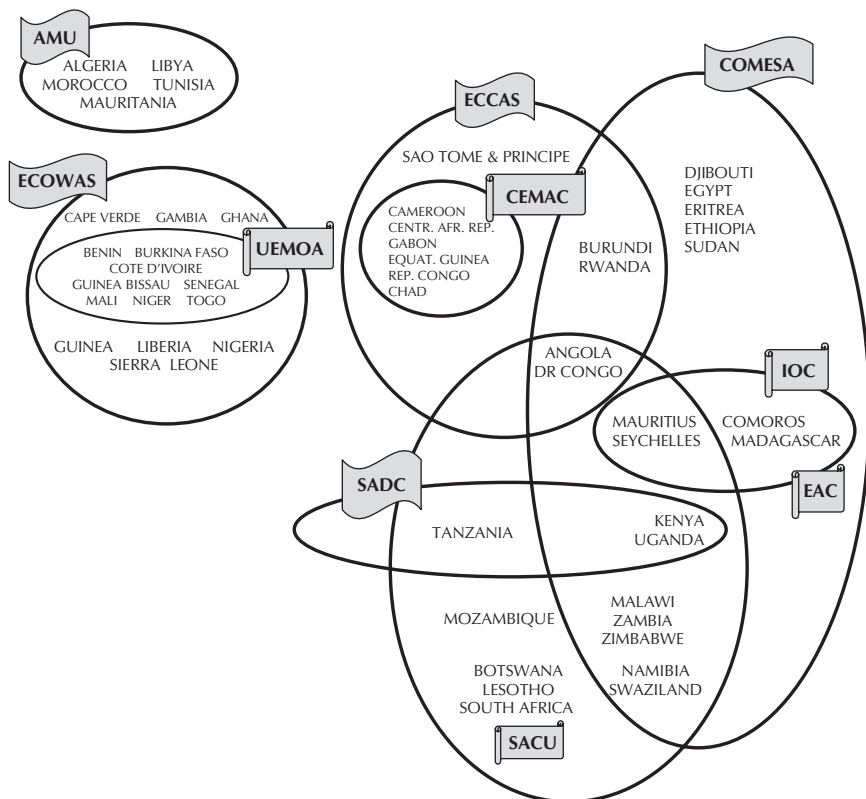 AMU
ALGERIA LIBYA
MOROCCO TUNISIA
MAURITANIA
ECOWAS
CAPE VERDE GAMBIA GHANA
UEMOA
BENIN BURKINA FASO
COTE D'IVOIRE
GUINEA BISSAU SENEGAL
MALI NIGER TOGO
GUINEA LIBERIA NIGERIA
SIERRA LEONE
ECCAS
SAO TOME & PRINCIPE
CEMAC
CAMEROON
CENTR. AFR. REP.
GABON
EQUAT. GUINEA
REP. CONGO
CHAD
COMESA
DJIBOUTI
EGYPT
ERITREA
ETHIOPIA
SUDAN
BURUNDI
RWANDA
ANGOLA
DR CONGO
IOC
MAURITIUS COMOROS
SEYCHELLES MADAGASCAR
EAC
SADC
TANZANIA
KENYA
UGANDA
MOZAMBIQUE
MALAWI
ZAMBIA
ZIMBABWE
BOTSWANA
LESOTHO
SOUTH AFRICA
NAMIBIA
SWAZILAND
SACU